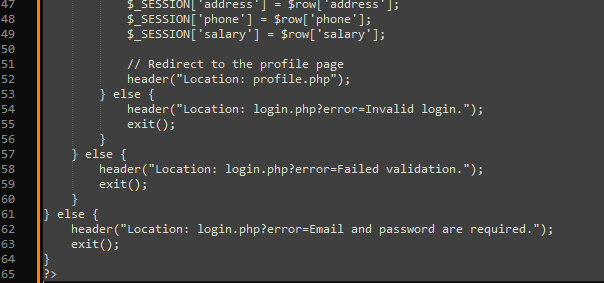 47 $_SESSION['address'] = $row['address'];
48 $_SESSION['phone'] = $row['phone'];
49 $_SESSION['salary'] = $row['salary'];
50
51 // Redirect to the profile page
52 header("Location: profile.php");
53 } else {
54 header("Location: login.php?error=Invalid login.");
55 exit();
56 }
57 } else {
58 header("Location: login.php?error=Failed validation.");
59 exit();
60 }
61 } else {
62 header("Location: login.php?error=Email and password are required.");
63 exit();
64 }
65 ?>